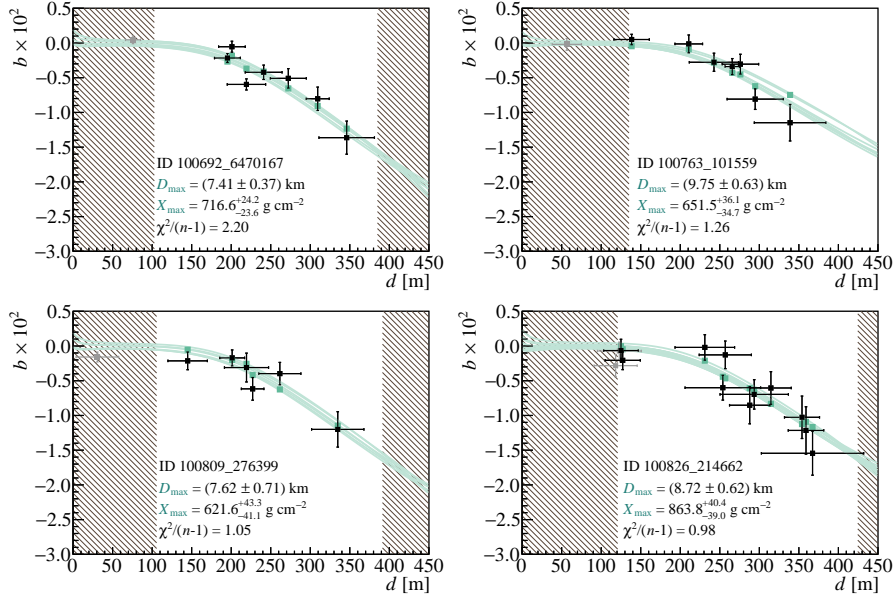 0.5
0.0
−0.5
−1.0
−1.5
−2.0
−2.5
−3.0
b × 10²
ID 100692_6470167
D_max = (7.41 ± 0.37) km
X_max = 716.6 +24.2 −23.6 g cm⁻²
χ²/(n-1) = 2.20
0 50 100 150 200 250 300 350 400 450
d [m]
0.5
0.0
−0.5
−1.0
−1.5
−2.0
−2.5
−3.0
b × 10²
ID 100763_101559
D_max = (9.75 ± 0.63) km
X_max = 651.5 +36.1 −34.7 g cm⁻²
χ²/(n-1) = 1.26
0 50 100 150 200 250 300 350 400 450
d [m]
0.5
0.0
−0.5
−1.0
−1.5
−2.0
−2.5
−3.0
b × 10²
ID 100809_276399
D_max = (7.62 ± 0.71) km
X_max = 621.6 +43.3 −41.1 g cm⁻²
χ²/(n-1) = 1.05
0 50 100 150 200 250 300 350 400 450
d [m]
0.5
0.0
−0.5
−1.0
−1.5
−2.0
−2.5
−3.0
b × 10²
ID 100826_214662
D_max = (8.72 ± 0.62) km
X_max = 863.8 +40.4 −39.0 g cm⁻²
χ²/(n-1) = 0.98
0 50 100 150 200 250 300 350 400 450
d [m]